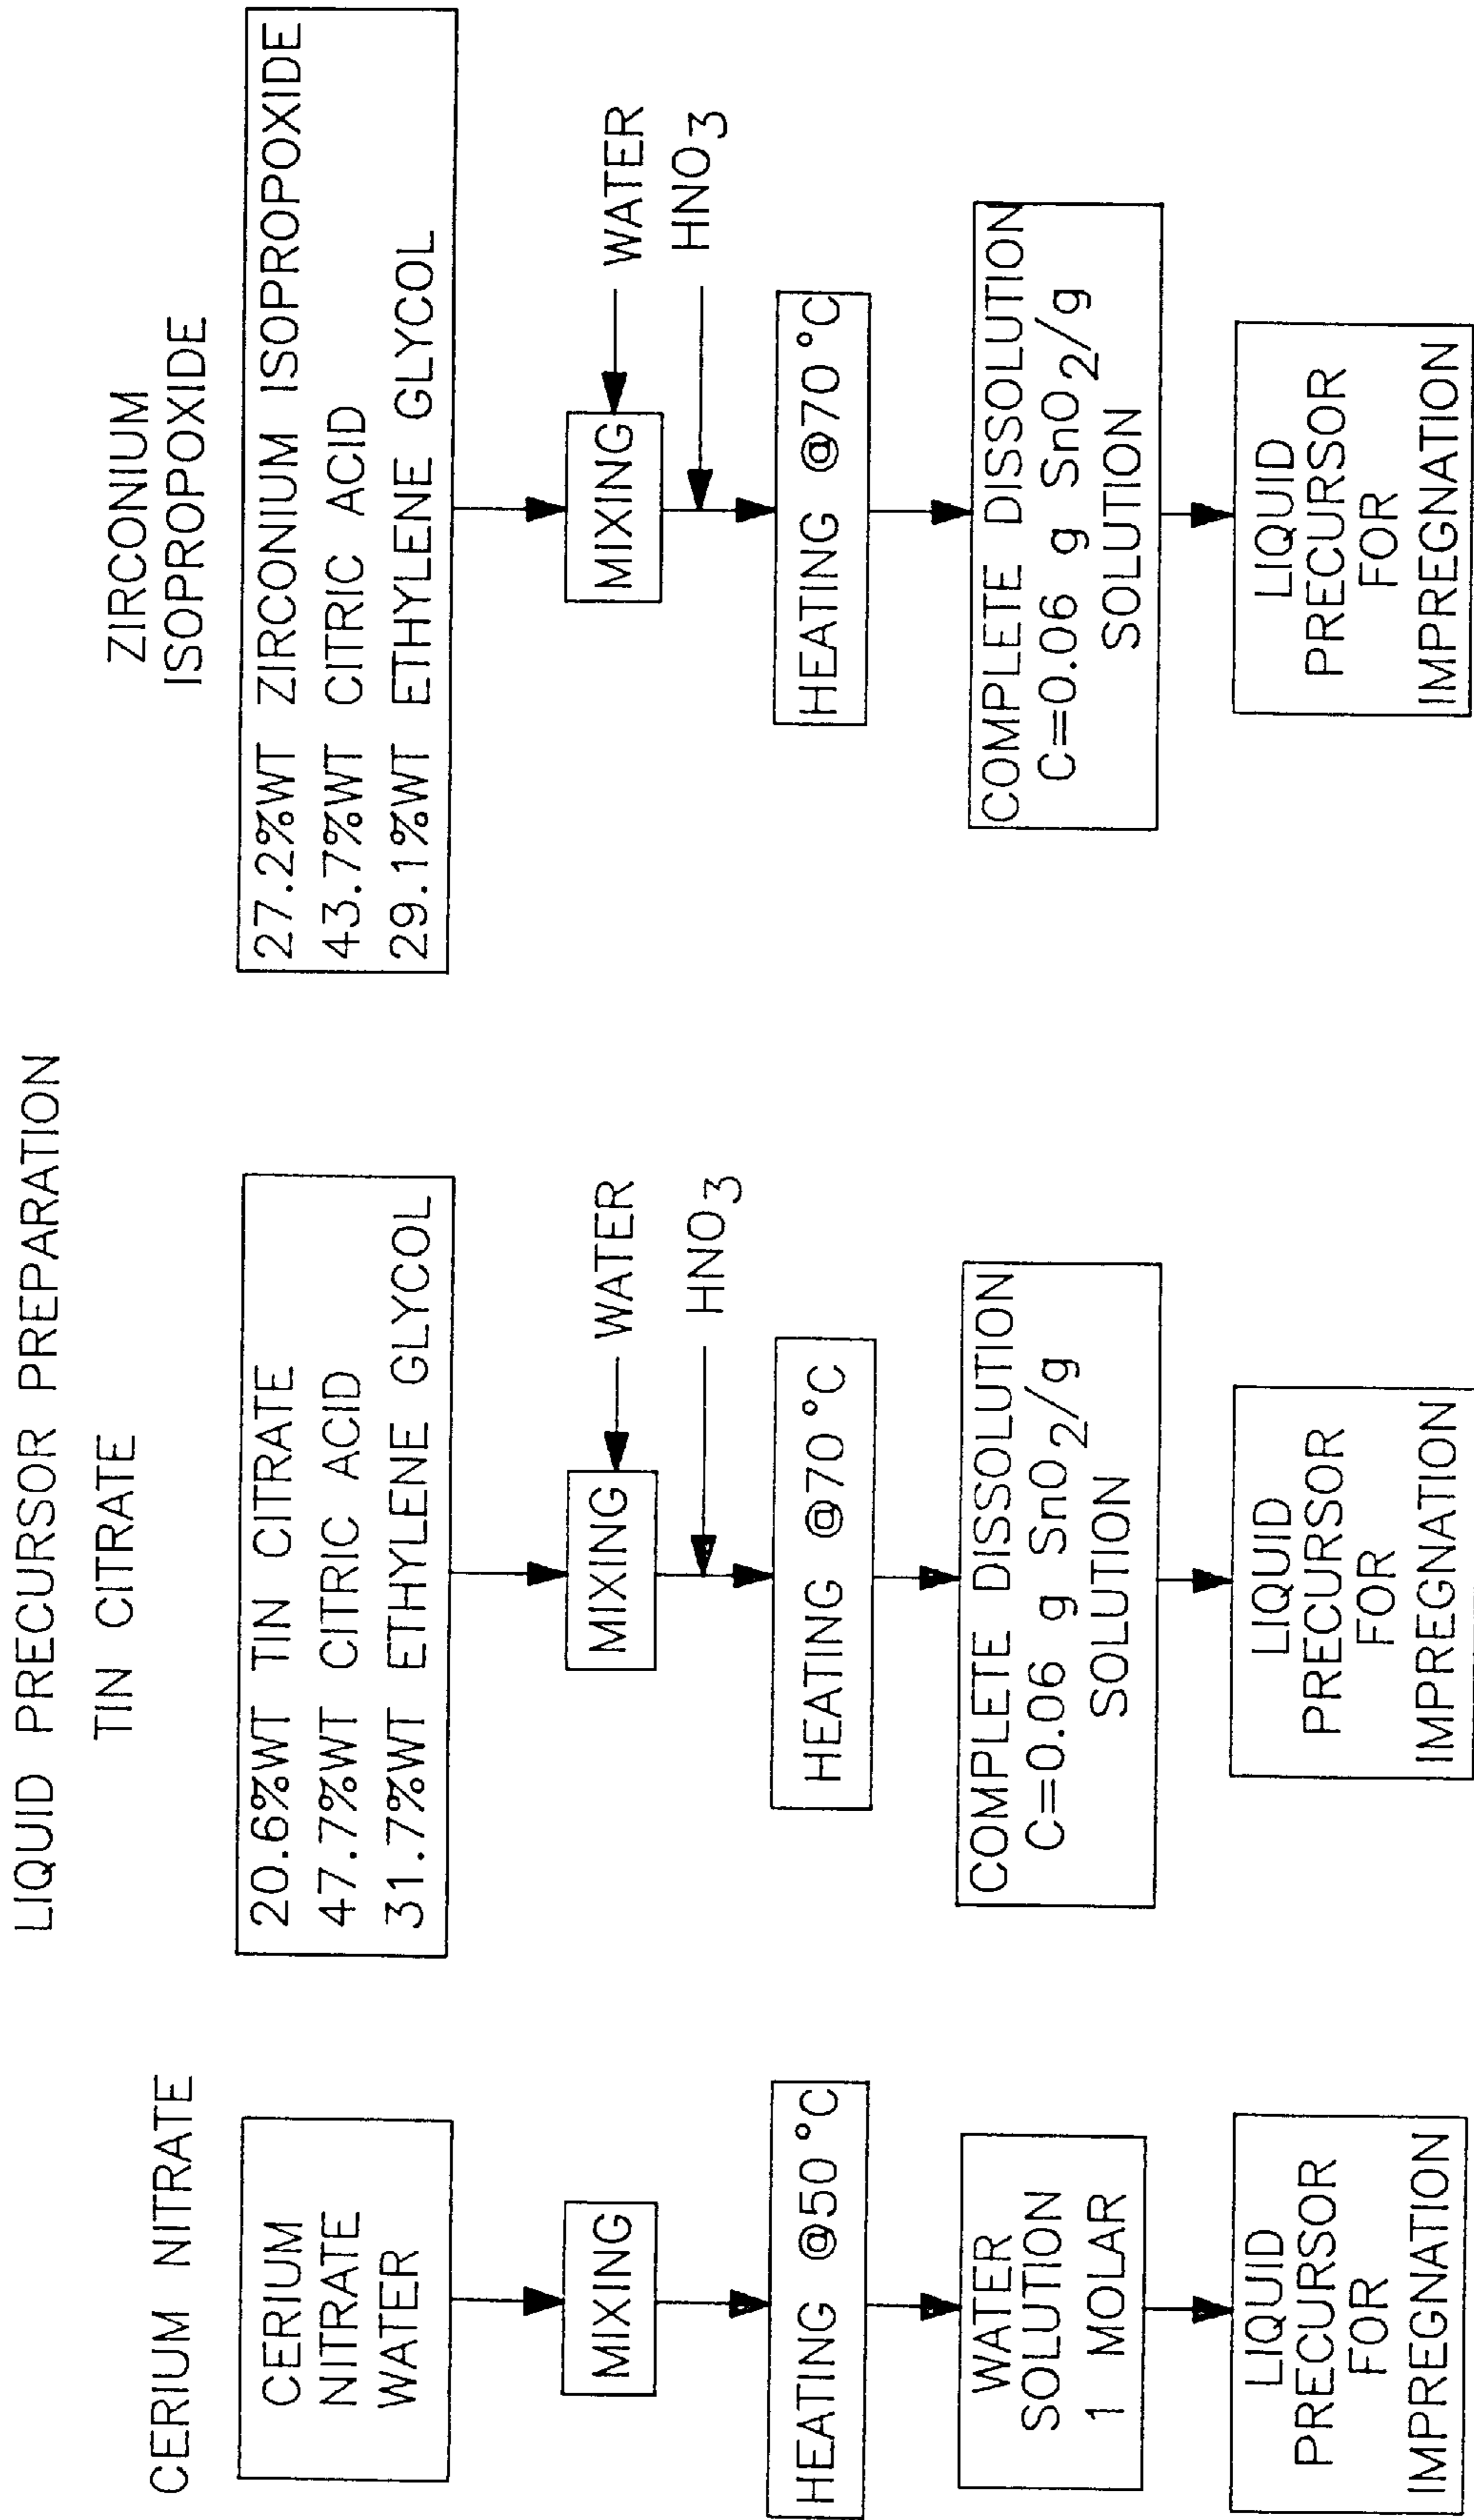 LIQUID PRECURSOR PREPARATION
CERIUM NITRATE
CERIUM
NITRATE
WATER
MIXING
HEATING @50°C
WATER
SOLUTION
1 MOLAR
LIQUID
PRECURSOR
FOR
IMPREGNATION
TIN CITRATE
20.6%WT TIN CITRATE
47.7%WT CITRIC ACID
31.7%WT ETHYLENE GLYCOL
MIXING
WATER
HNO3
HEATING @70°C
COMPLETE DISSOLUTION
C=0.06 g SnO2/g
SOLUTION
LIQUID
PRECURSOR
FOR
IMPREGNATION
ZIRCONIUM
ISOPROPOXIDE
27.2%WT ZIRCONIUM ISOPROPOXIDE
43.7%WT CITRIC ACID
29.1%WT ETHYLENE GLYCOL
MIXING
WATER
HNO3
HEATING @70°C
COMPLETE DISSOLUTION
C=0.06 g SnO2/g
SOLUTION
LIQUID
PRECURSOR
FOR
IMPREGNATION